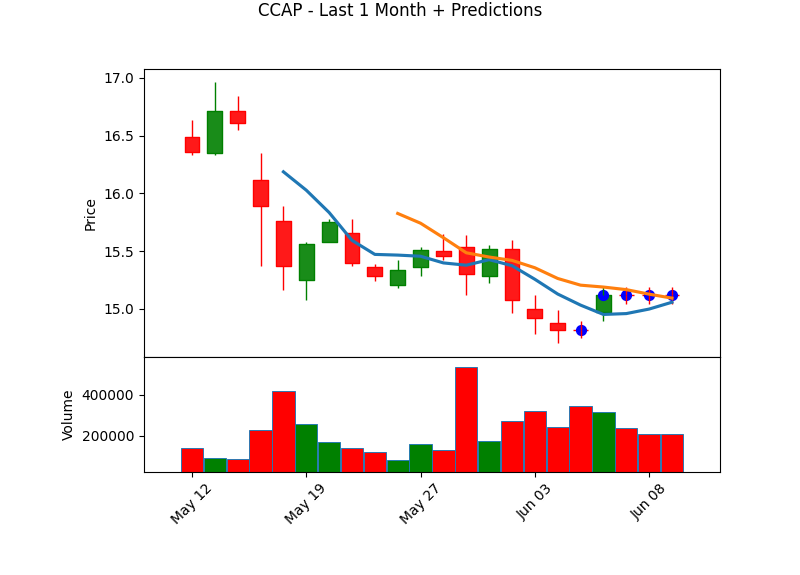 CCAP - Last 1 Month + Predictions
17.0
16.5
16.0
15.5
15.0
Price
400000
200000
Volume
May 12
May 19
May 27
Jun 03
Jun 08